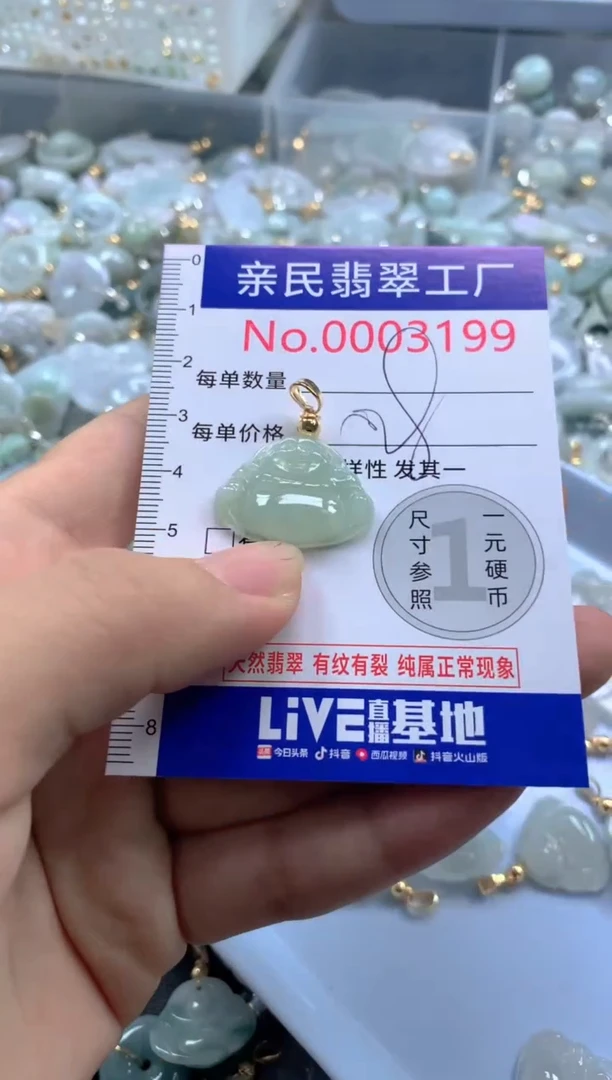 0
亲民翡翠工厂
1
No.0003199
2
每单数量
3
每单价格
样性 发其一
4
尺寸参照
1
一元硬币
5
天然翡翠 有纹有裂 纯属正常现象
LiVE直播基地
8
今日头条 抖音 西瓜视频 抖音火山版